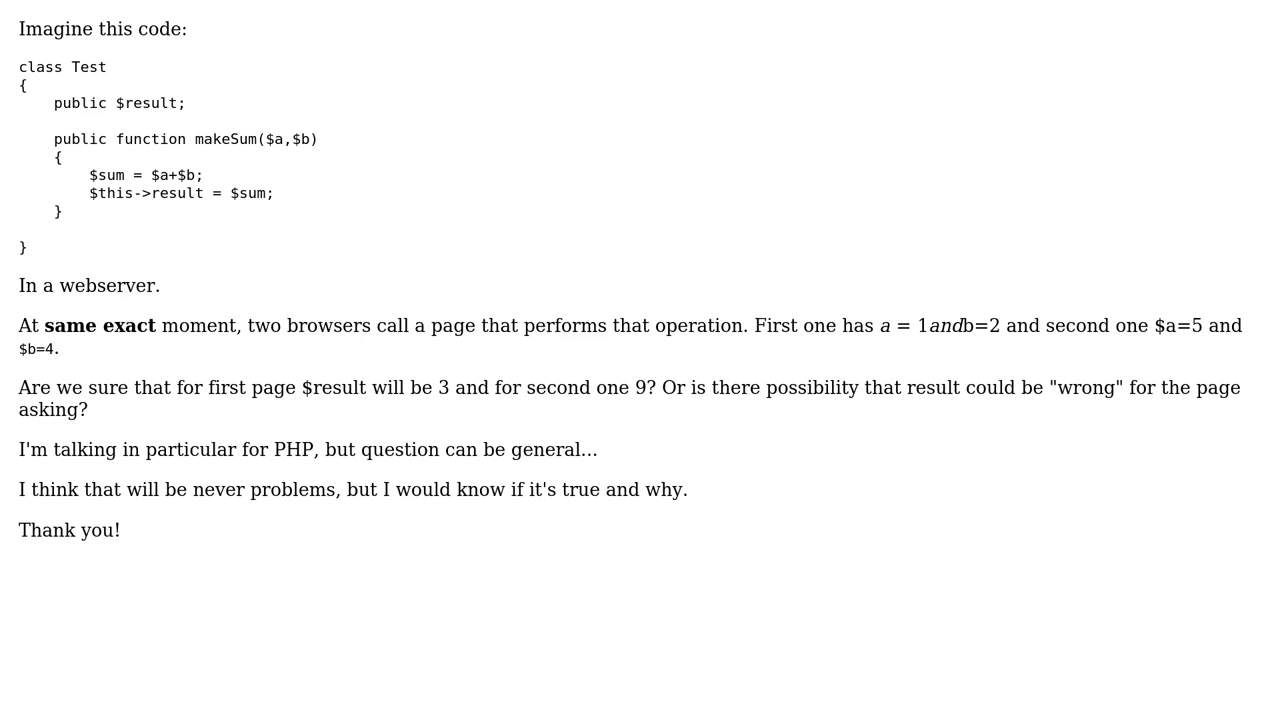 Imagine this code:
class Test
{
    public $result;
    public function makeSum($a,$b)
    {
        $sum = $a+$b;
        $this->result = $sum;
    }
}
In a webserver.
At same exact moment, two browsers call a page that performs that operation. First one has a = 1andb=2 and second one $a=5 and
$b=4.
Are we sure that for first page $result will be 3 and for second one 9? Or is there possibility that result could be "wrong" for the page
asking?
I'm talking in particular for PHP, but question can be general...
I think that will be never problems, but I would know if it's true and why.
Thank you!